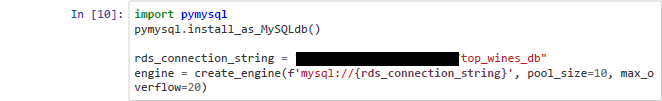 In [10]: import pymysql
pymysql.install_as_MySQLdb()
rds_connection_string = top_wines_db"
engine = create_engine(f'mysql://{rds_connection_string}', pool_size=10, max_o
verflow=20)